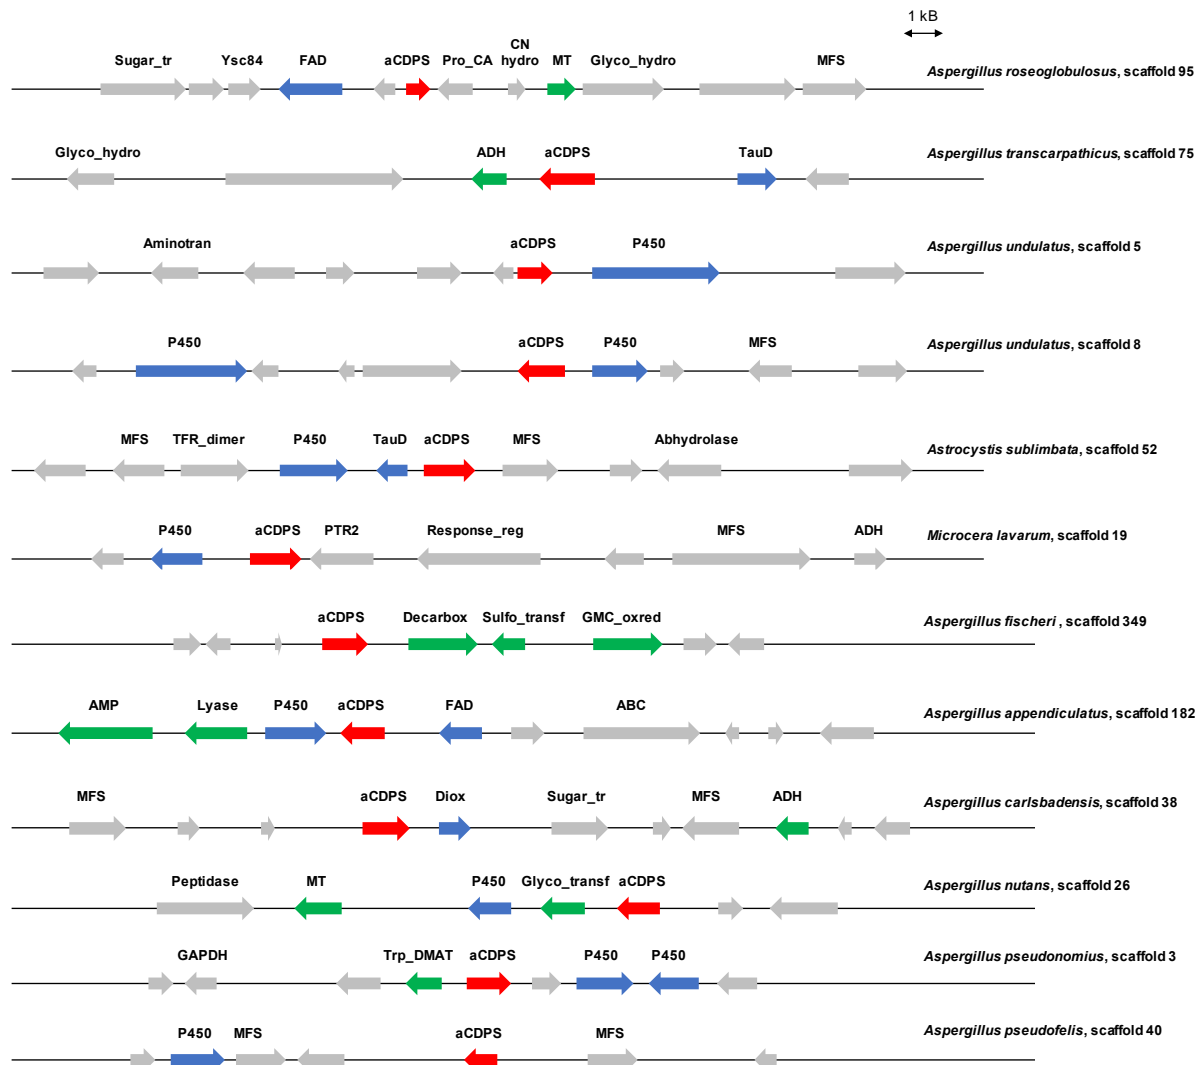 1 kB
Sugar_tr Ysc84 FAD aCDPS Pro_CA CN hydro MT Glyco_hydro MFS
Aspergillus roseoglobulosus, scaffold 95
Glyco_hydro ADH aCDPS TauD
Aspergillus transcarpathicus, scaffold 75
Aminotran aCDPS P450
Aspergillus undulatus, scaffold 5
P450 aCDPS P450 MFS
Aspergillus undulatus, scaffold 8
MFS TFR_dimer P450 TauD aCDPS MFS Abhydrolase
Astrocystis sublimbata, scaffold 52
P450 aCDPS PTR2 Response_reg MFS ADH
Microcera lavarum, scaffold 19
aCDPS Decarbox Sulfo_transf GMC_oxred
Aspergillus fischeri , scaffold 349
AMP Lyase P450 aCDPS FAD ABC
Aspergillus appendiculatus, scaffold 182
MFS aCDPS Diox Sugar_tr MFS ADH
Aspergillus carlsbadensis, scaffold 38
Peptidase MT P450 Glyco_transf aCDPS
Aspergillus nutans, scaffold 26
GAPDH Trp_DMAT aCDPS P450 P450
Aspergillus pseudonomius, scaffold 3
P450 MFS aCDPS MFS
Aspergillus pseudofelis, scaffold 40